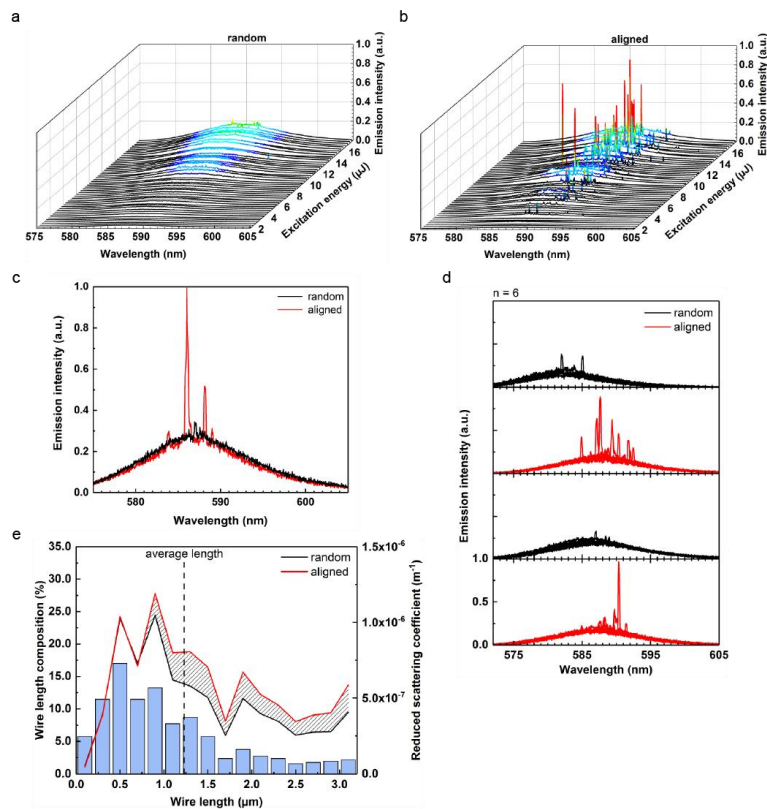 a
random
1.0
0.8
0.6
0.4
0.2
0.0
Emission intensity (a.u.)
16
14
12
10
8
6
4
2
Excitation energy (µJ)
575 580 585 590 595 600 605
Wavelength (nm)
b
aligned
1.0
0.8
0.6
0.4
0.2
0.0
Emission intensity (a.u.)
16
14
12
10
8
6
4
2
Excitation energy (µJ)
575 580 585 590 595 600 605
Wavelength (nm)
c
random
aligned
1.0
0.8
0.6
0.4
0.2
0.0
Emission intensity (a.u.)
580 590 600
Wavelength (nm)
d
n = 6
random
aligned
1.0
0.5
0.0
Emission intensity (a.u.)
575 585 595 605
Wavelength (nm)
e
average length
random
aligned
35.0
30.0
25.0
20.0
15.0
10.0
5.0
0.0
Wire length composition (%)
1.5x10⁻⁶
1.0x10⁻⁶
5.0x10⁻⁷
0.0
Reduced scattering coefficient (m⁻¹)
0.0 0.5 1.0 1.5 2.0 2.5 3.0
Wire length (µm)